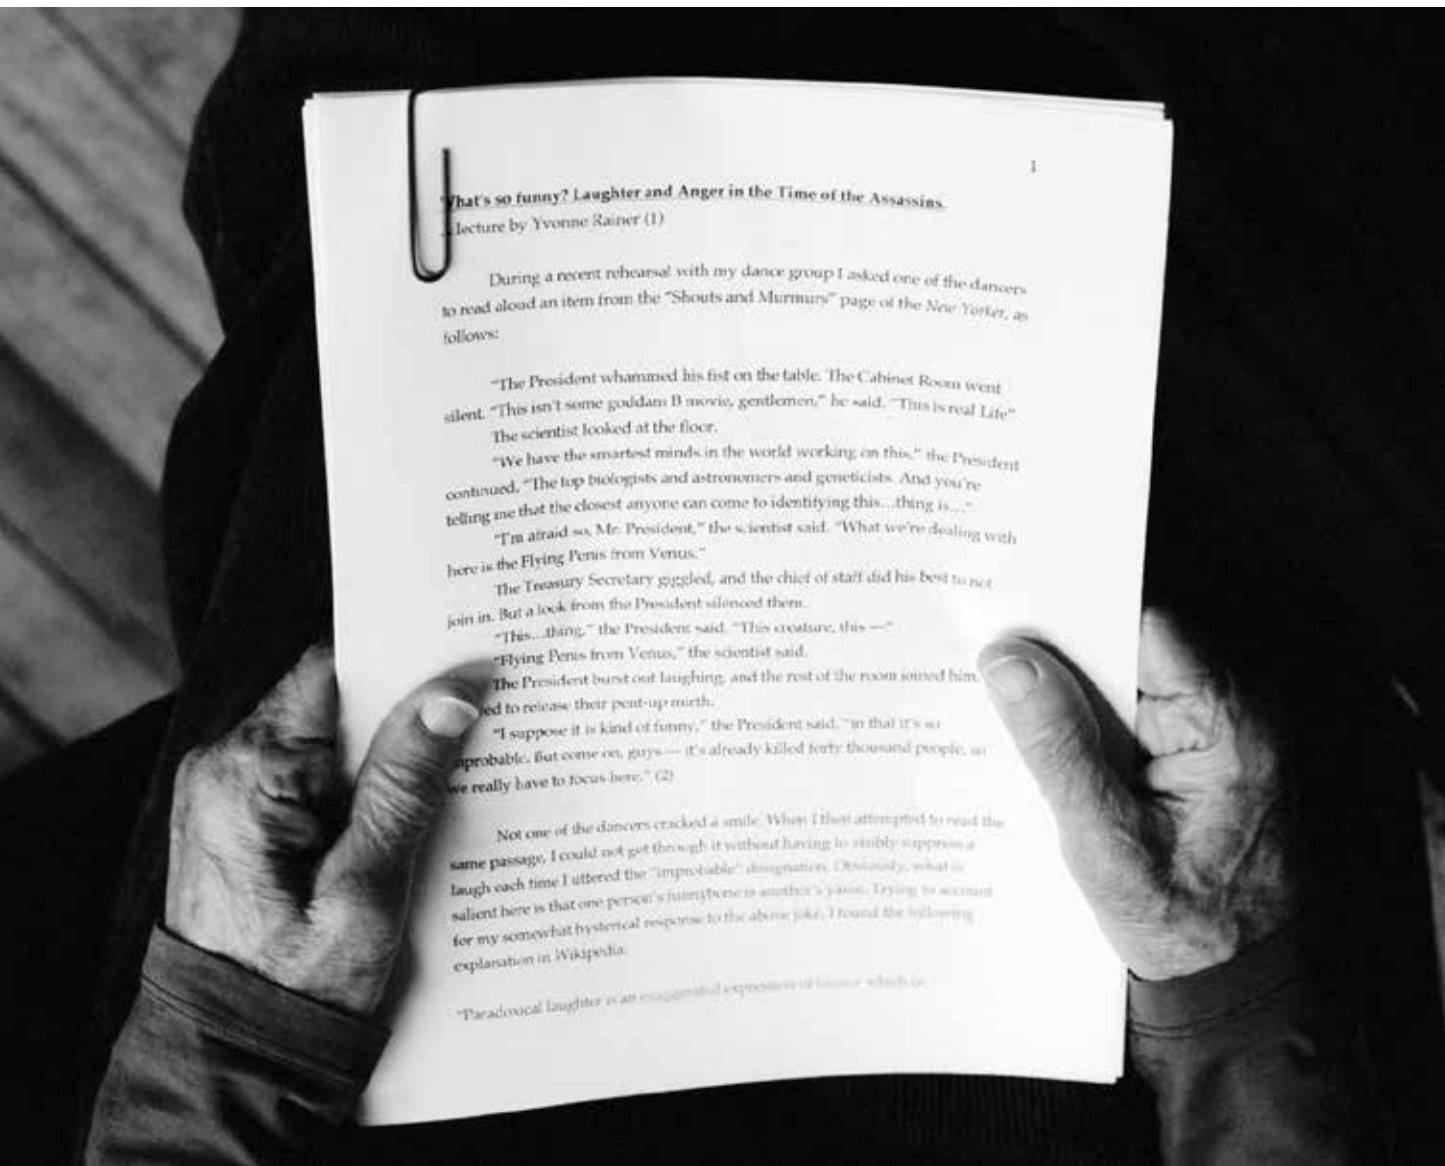 1
What's so funny? Laughter and Anger in the Time of the Assassins
lecture by Yvonne Rainer (1)
During a recent rehearsal with my dance group I asked one of the dancers
to read aloud an item from the "Shouts and Murmurs" page of the New Yorker, as
follows:
"The President whammed his fist on the table. The Cabinet Room went
silent. "This isn't some goddam B movie, gentlemen," he said. "This is real Life"
The scientist looked at the floor.
"We have the smartest minds in the world working on this," the President
continued. "The top biologists and astronomers and geneticists. And you're
telling me that the closest anyone can come to identifying this...thing is..."
"I'm afraid so, Mr. President," the scientist said. "What we're dealing with
here is the Flying Penis from Venus."
The Treasury Secretary giggled, and the chief of staff did his best to not
join in. But a look from the President silenced them.
"This...thing," the President said. "This creature, this —"
"Flying Penis from Venus," the scientist said.
The President burst out laughing, and the rest of the room joined him,
ed to release their pent-up mirth.
"I suppose it is kind of funny," the President said, "in that it's so
mprobable. But come on, guys — it's already killed forty thousand people, so
we really have to focus here." (2)
Not one of the dancers cracked a smile. When I then attempted to read the
same passage, I could not get through it without having to visibly suppress a
laugh each time I uttered the "improbable" designation. Obviously, what is
salient here is that one person's funnybone is another's yawn. Trying to account
for my somewhat hysterical response to the above joke, I found the following
explanation in Wikipedia:
"Paradoxical laughter is an exaggerated expression of humor which is